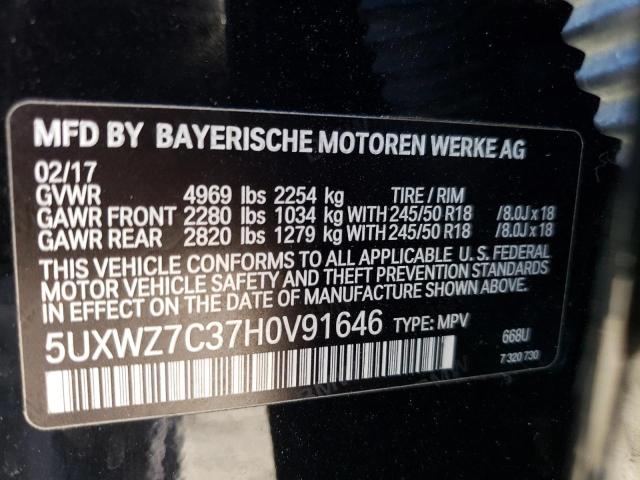 MFD BY BAYERISCHE MOTOREN WERKE AG
02/17
GVWR 4969 lbs 2254 kg TIRE / RIM
GAWR FRONT 2280 lbs 1034 kg WITH 245/50 R18 /8.0J x 18
GAWR REAR 2820 lbs 1279 kg WITH 245/50 R18 /8.0J x 18
THIS VEHICLE CONFORMS TO ALL APPLICABLE U.S. FEDERAL
MOTOR VEHICLE SAFETY AND THEFT PREVENTION STANDARDS
IN EFFECT ON THE DATE OF MANUFACTURE SHOWN ABOVE.
5UXWZ7C37H0V91646 TYPE: MPV 668U
7 320 730